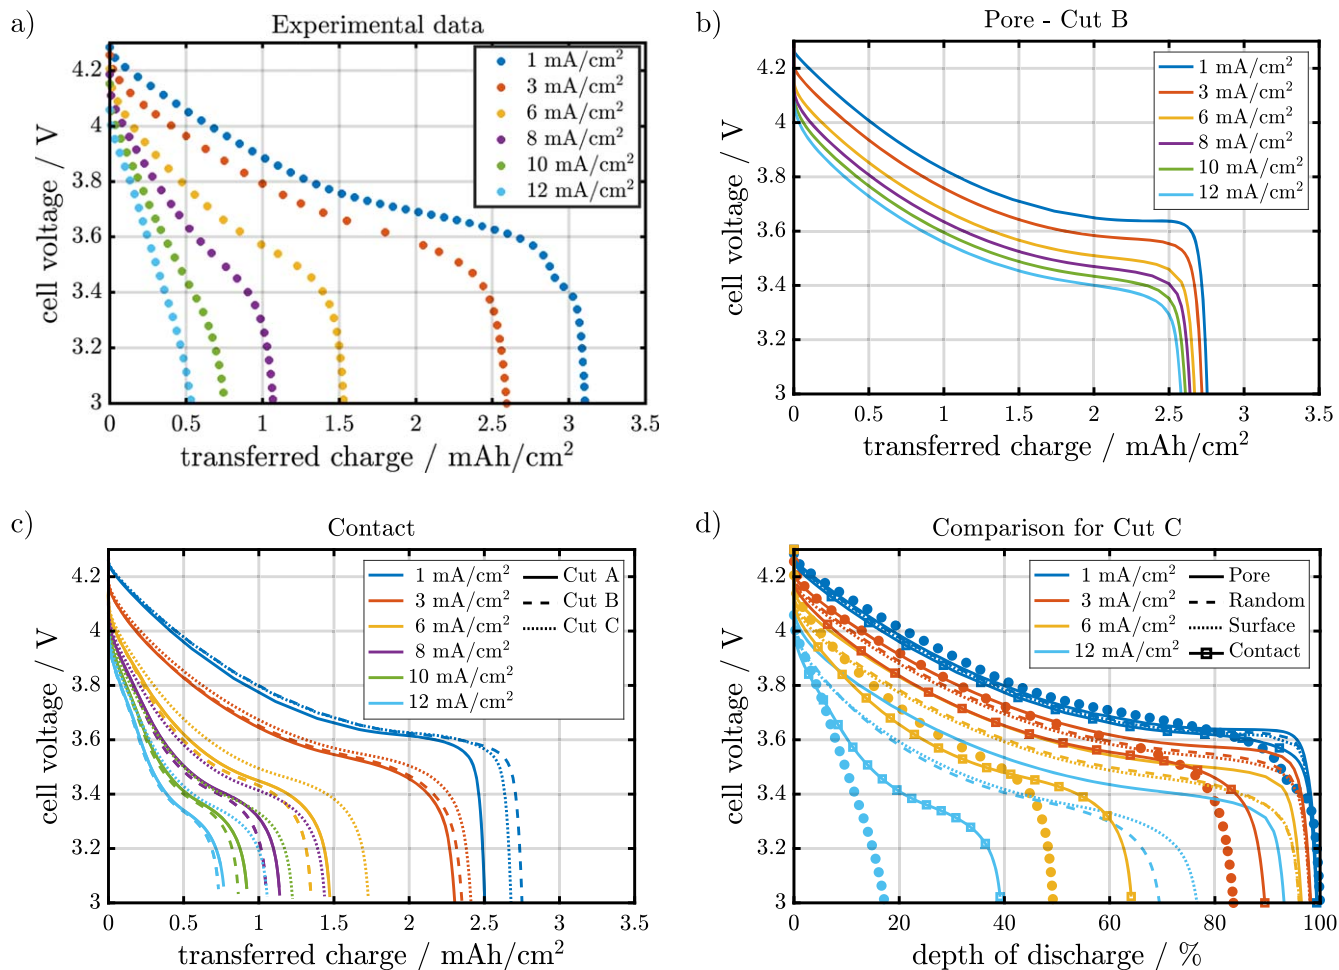 a)
Experimental data
1 mA/cm²
3 mA/cm²
6 mA/cm²
8 mA/cm²
10 mA/cm²
12 mA/cm²
4.2
4
3.8
3.6
3.4
3.2
3
cell voltage / V
0 0.5 1 1.5 2 2.5 3 3.5
transferred charge / mAh/cm²
b)
Pore - Cut B
1 mA/cm²
3 mA/cm²
6 mA/cm²
8 mA/cm²
10 mA/cm²
12 mA/cm²
4.2
4
3.8
3.6
3.4
3.2
3
cell voltage / V
0 0.5 1 1.5 2 2.5 3 3.5
transferred charge / mAh/cm²
c)
Contact
1 mA/cm² Cut A
3 mA/cm² Cut B
6 mA/cm² Cut C
8 mA/cm²
10 mA/cm²
12 mA/cm²
4.2
4
3.8
3.6
3.4
3.2
3
cell voltage / V
0 0.5 1 1.5 2 2.5 3 3.5
transferred charge / mAh/cm²
d)
Comparison for Cut C
1 mA/cm² Pore
3 mA/cm² Random
6 mA/cm² Surface
12 mA/cm² Contact
4.2
4
3.8
3.6
3.4
3.2
3
cell voltage / V
0 20 40 60 80 100
depth of discharge / %